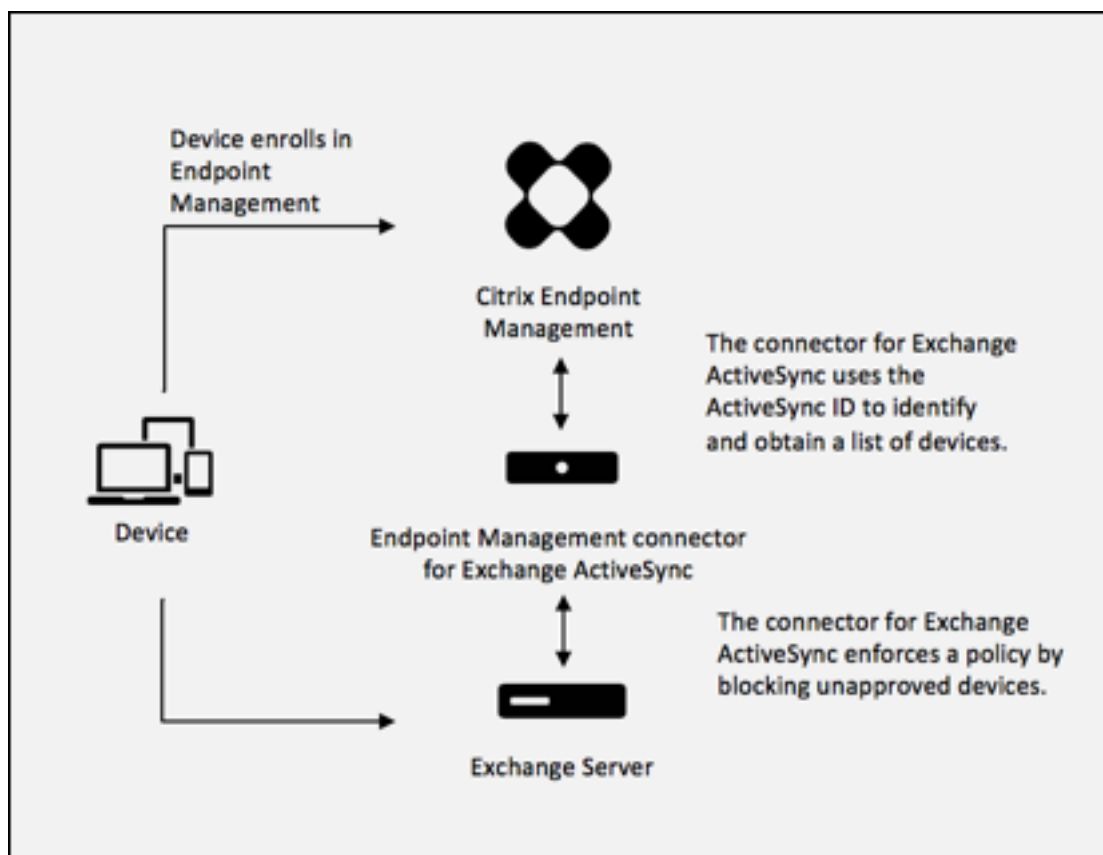 Device enrolls in
Endpoint
Management
Citrix Endpoint
Management
The connector for Exchange
ActiveSync uses the
ActiveSync ID to identify
and obtain a list of devices.
Device
Endpoint Management connector
for Exchange ActiveSync
The connector for Exchange
ActiveSync enforces a policy by
blocking unapproved devices.
Exchange Server